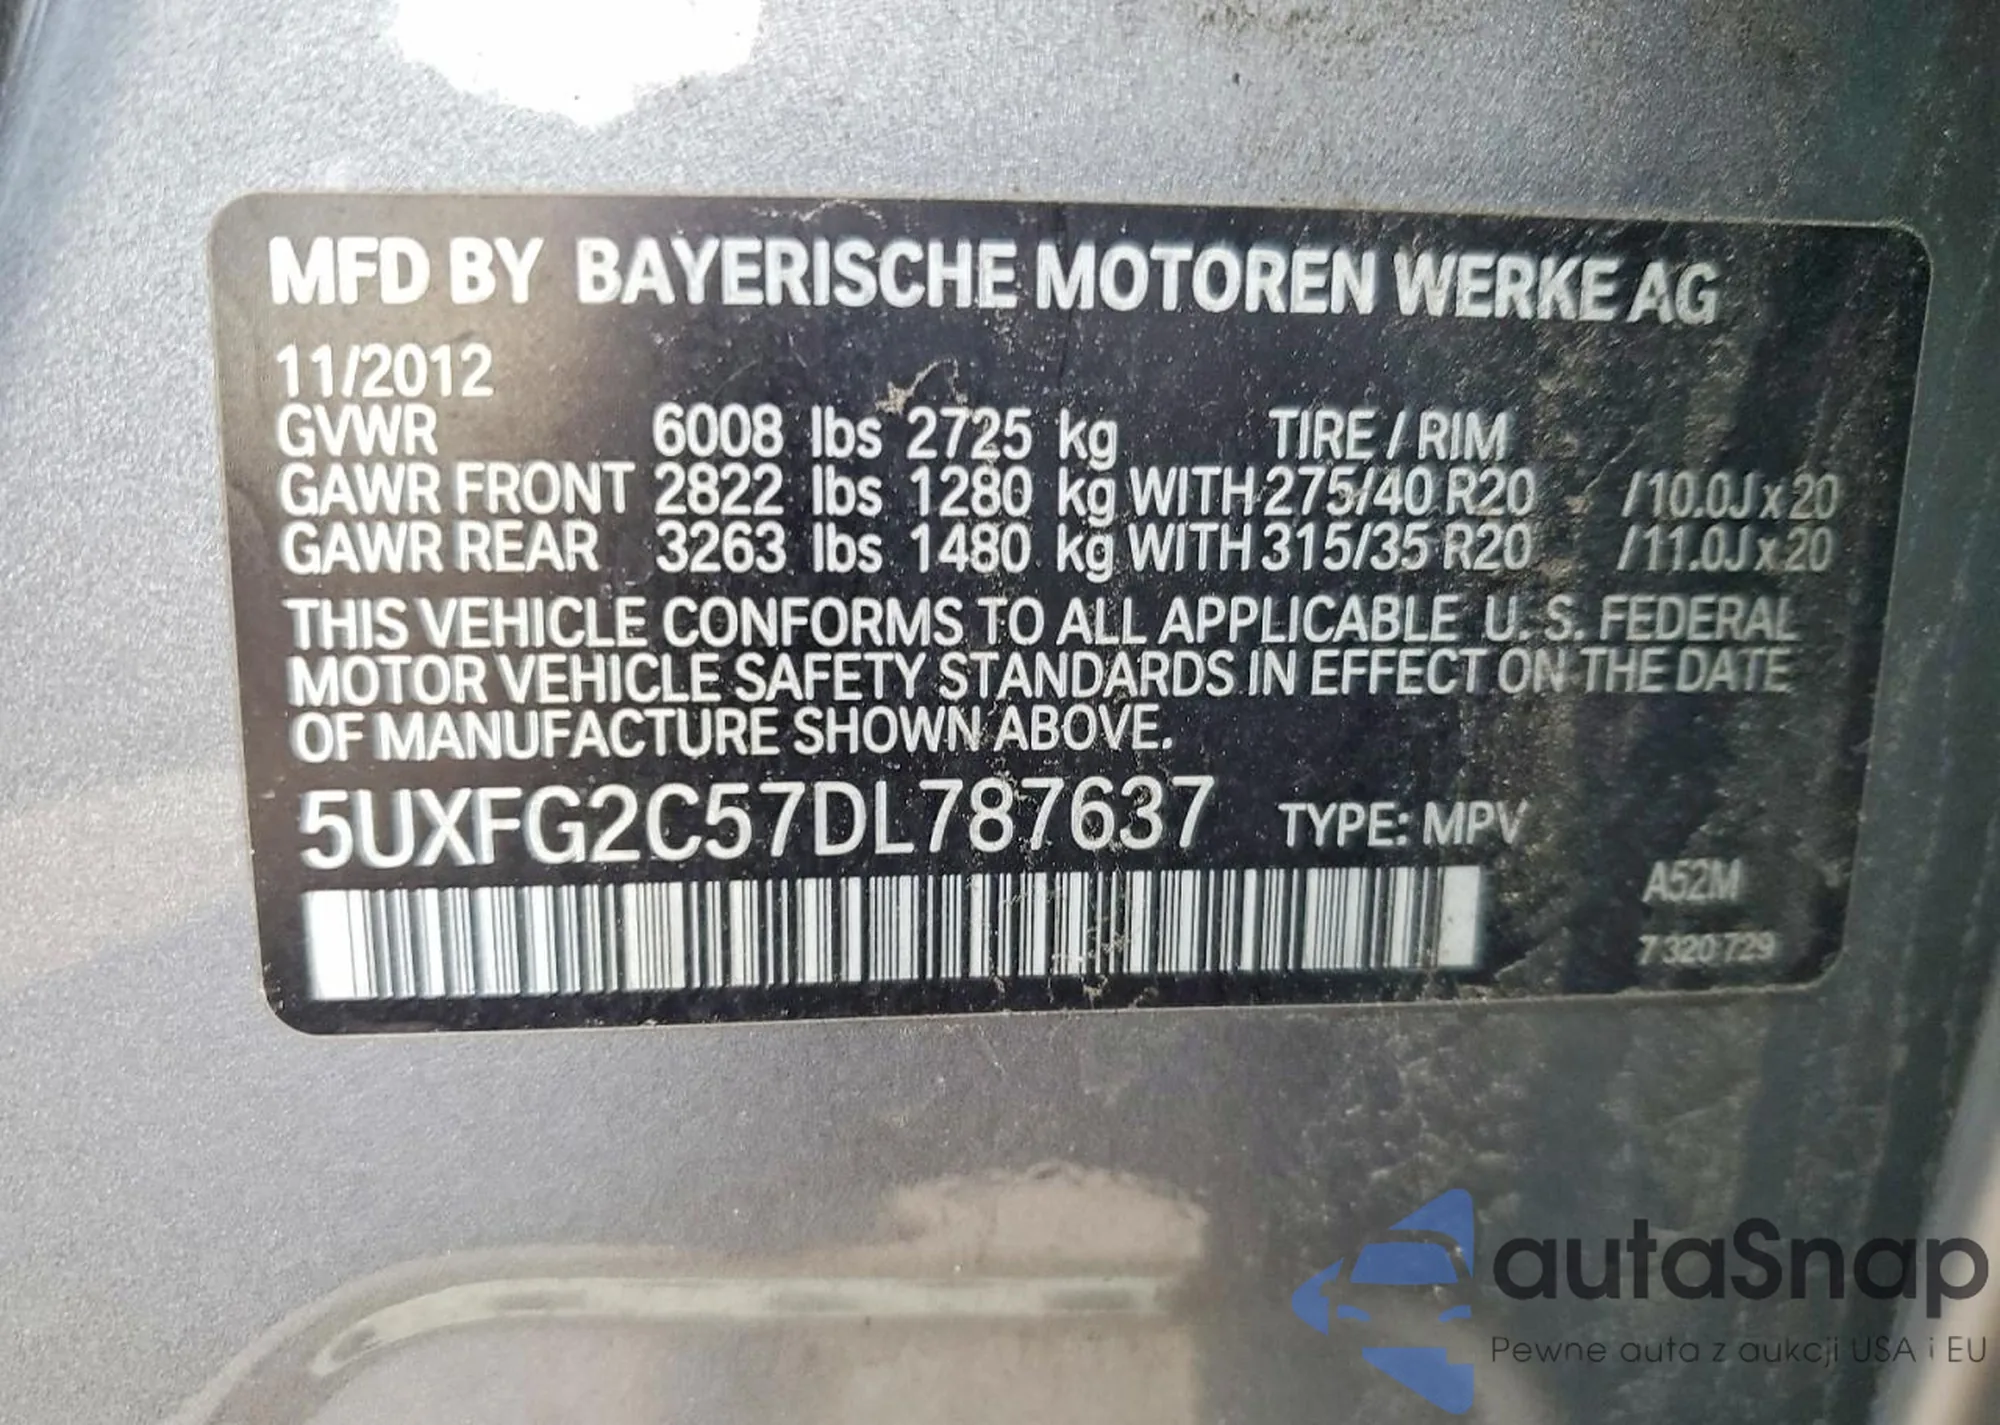 MFD BY BAYERISCHE MOTOREN WERKE AG
11/2012
GVWR 6008 lbs 2725 kg TIRE / RIM
GAWR FRONT 2822 lbs 1280 kg WITH 275/40 R20 /10.0J x 20
GAWR REAR 3263 lbs 1480 kg WITH 315/35 R20 /11.0J x 20
THIS VEHICLE CONFORMS TO ALL APPLICABLE U. S. FEDERAL
MOTOR VEHICLE SAFETY STANDARDS IN EFFECT ON THE DATE
OF MANUFACTURE SHOWN ABOVE.
5UXFG2C57DL787637 TYPE: MPV
A52M
7 320 729
autaSnap
Pewne auta z aukcji USA i EU